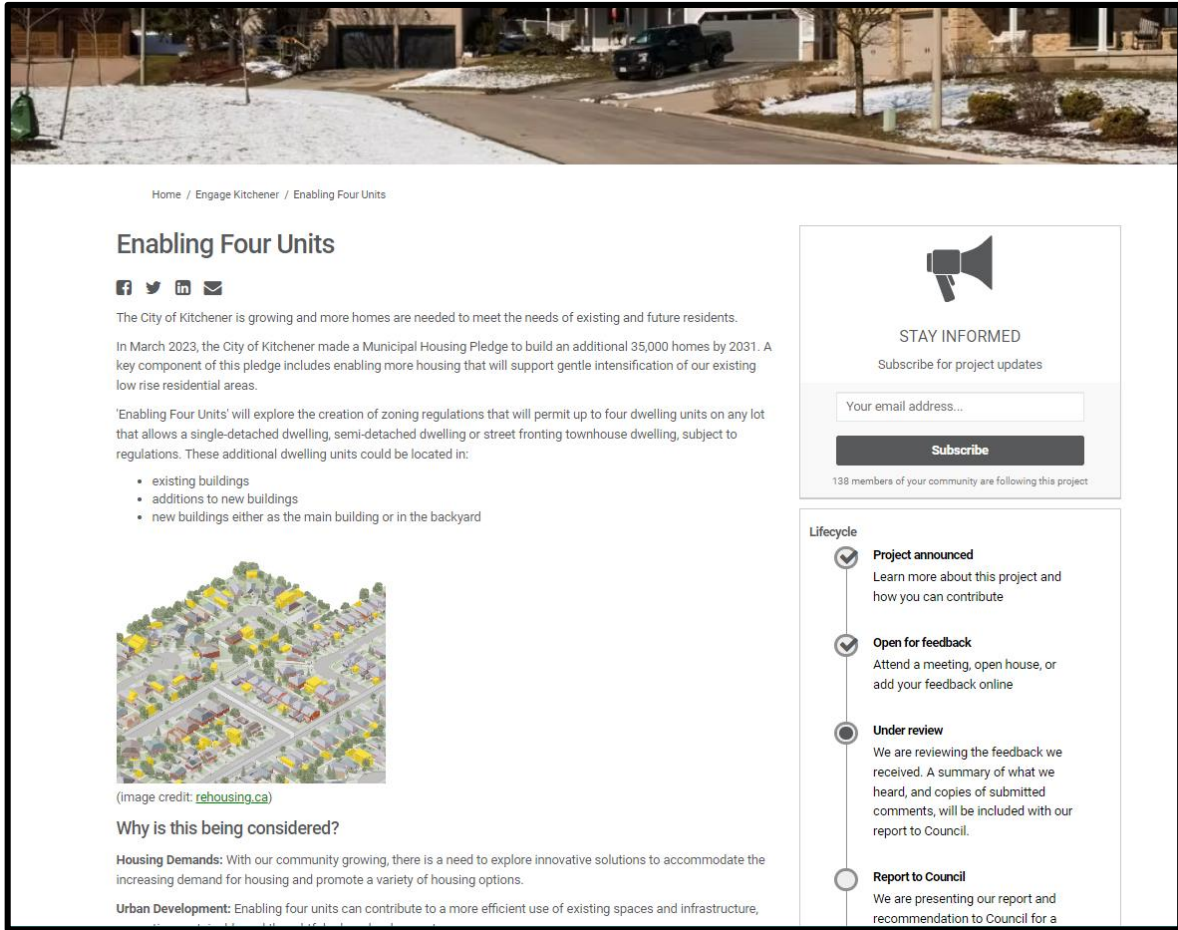 Home / Engage Kitchener / Enabling Four Units
Enabling Four Units
The City of Kitchener is growing and more homes are needed to meet the needs of existing and future residents.
In March 2023, the City of Kitchener made a Municipal Housing Pledge to build an additional 35,000 homes by 2031. A
key component of this pledge includes enabling more housing that will support gentle intensification of our existing
low rise residential areas.
'Enabling Four Units' will explore the creation of zoning regulations that will permit up to four dwelling units on any lot
that allows a single-detached dwelling, semi-detached dwelling or street fronting townhouse dwelling, subject to
regulations. These additional dwelling units could be located in:
• existing buildings
• additions to new buildings
• new buildings either as the main building or in the backyard
(image credit: rehousing.ca)
Why is this being considered?
Housing Demands: With our community growing, there is a need to explore innovative solutions to accommodate the
increasing demand for housing and promote a variety of housing options.
Urban Development: Enabling four units can contribute to a more efficient use of existing spaces and infrastructure,
STAY INFORMED
Subscribe for project updates
Your email address...
Subscribe
138 members of your community are following this project
Lifecycle
Project announced
Learn more about this project and
how you can contribute
Open for feedback
Attend a meeting, open house, or
add your feedback online
Under review
We are reviewing the feedback we
received. A summary of what we
heard, and copies of submitted
comments, will be included with our
report to Council.
Report to Council
We are presenting our report and
recommendation to Council for a